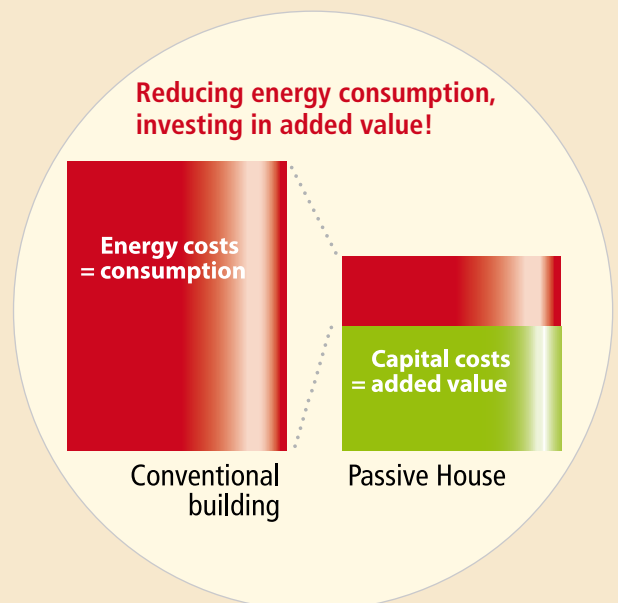 Reducing energy consumption,
investing in added value!
Energy costs
= consumption
Capital costs
= added value
Conventional
building
Passive House